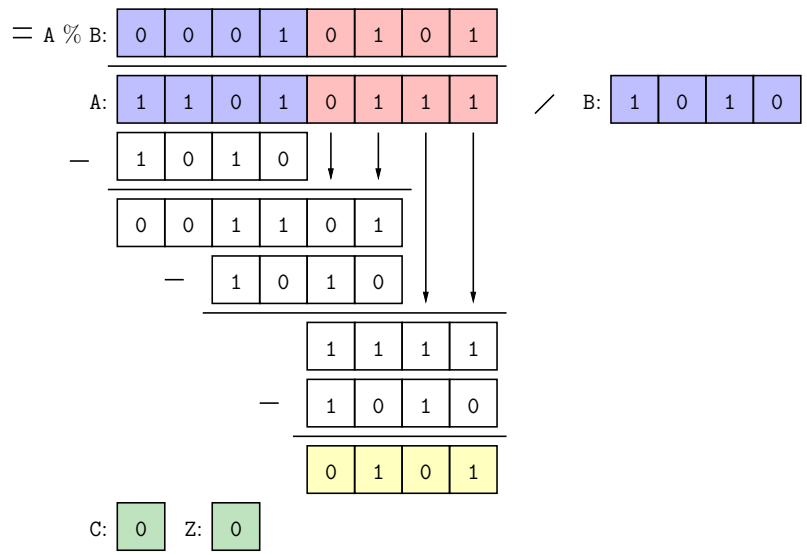 = A % B: 0 0 0 1 0 1 0 1
A: 1 1 0 1 0 1 1 1 / B: 1 0 1 0
− 1 0 1 0
0 0 1 1 0 1
− 1 0 1 0
1 1 1 1
− 1 0 1 0
0 1 0 1
C: 0 Z: 0